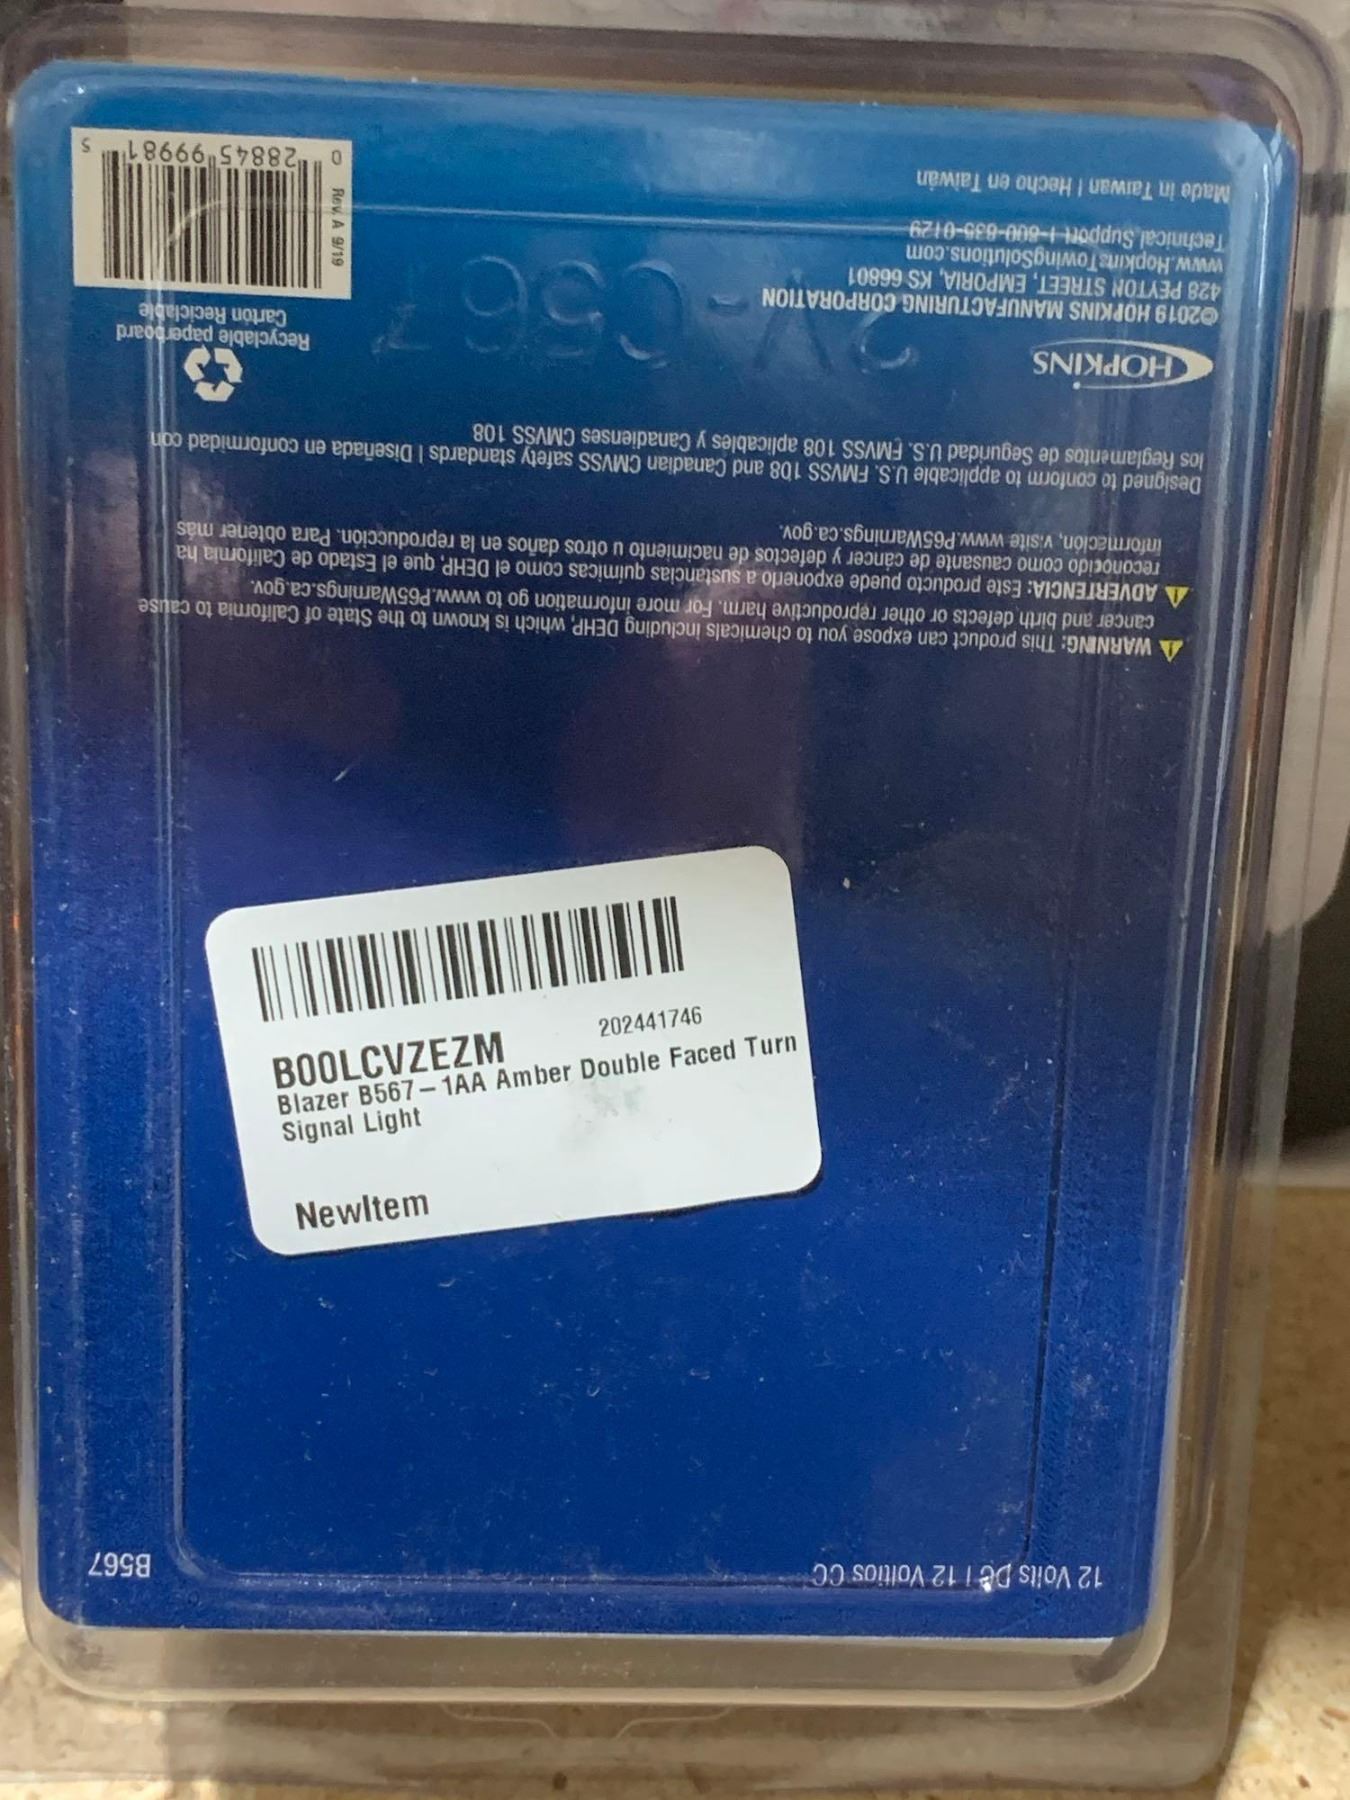 B00LCVZEZM 202441746
Blazer B567-1AA Amber Double Faced Turn
Signal Light
NewItem
12 Volts DC | 12 Voltios CC
B567
⚠ WARNING: This product can expose you to chemicals including DEHP, which is known to the State of California to cause
cancer and birth defects or other reproductive harm. For more information go to www.P65Warnings.ca.gov.
⚠ ADVERTENCIA: Este producto puede exponerlo a sustancias químicas como el DEHP, que el Estado de California ha
reconocido como causante de cáncer y defectos de nacimiento u otros daños en la reproducción. Para obtener más
información, visite www.P65Warnings.ca.gov.
Designed to conform to applicable U.S. FMVSS 108 and Canadian CMVSS safety standards | Diseñada en conformidad con
los Reglamentos de Seguridad U.S. FMVSS 108 aplicables y Canadienses CMVSS 108
HOPKINS
©2019 HOPKINS MANUFACTURING CORPORATION
428 PEYTON STREET, EMPORIA, KS 66801
www.HopkinsTowingSolutions.com
Technical Support 1-800-835-0129
Made in Taiwan | Hecho en Taiwán
Recyclable paperboard
Cartón Reciclable
Rev. A 9/19
0 28845 99981 5
2V-C567